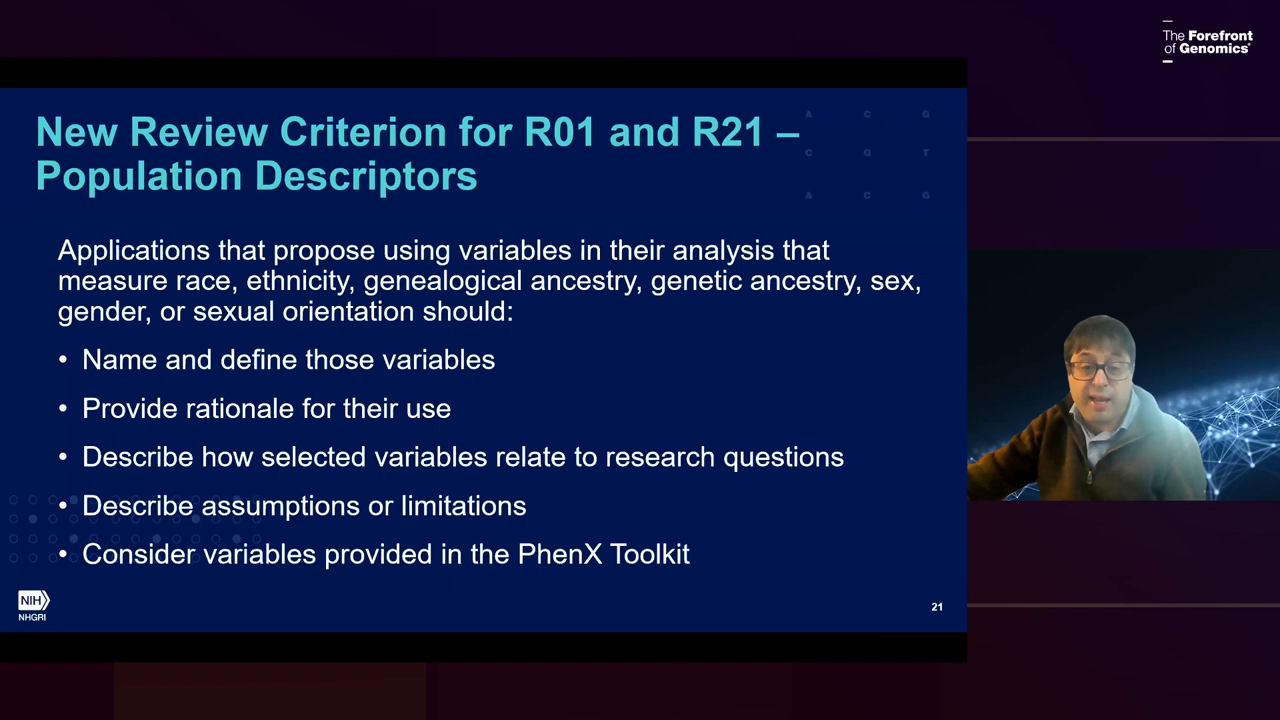 The Forefront
of Genomics®
New Review Criterion for R01 and R21 –
Population Descriptors
A C G
C G T
A C G
Applications that propose using variables in their analysis that
measure race, ethnicity, genealogical ancestry, genetic ancestry, sex,
gender, or sexual orientation should:
• Name and define those variables
• Provide rationale for their use
• Describe how selected variables relate to research questions
• Describe assumptions or limitations
• Consider variables provided in the PhenX Toolkit
NIH
NHGRI
21